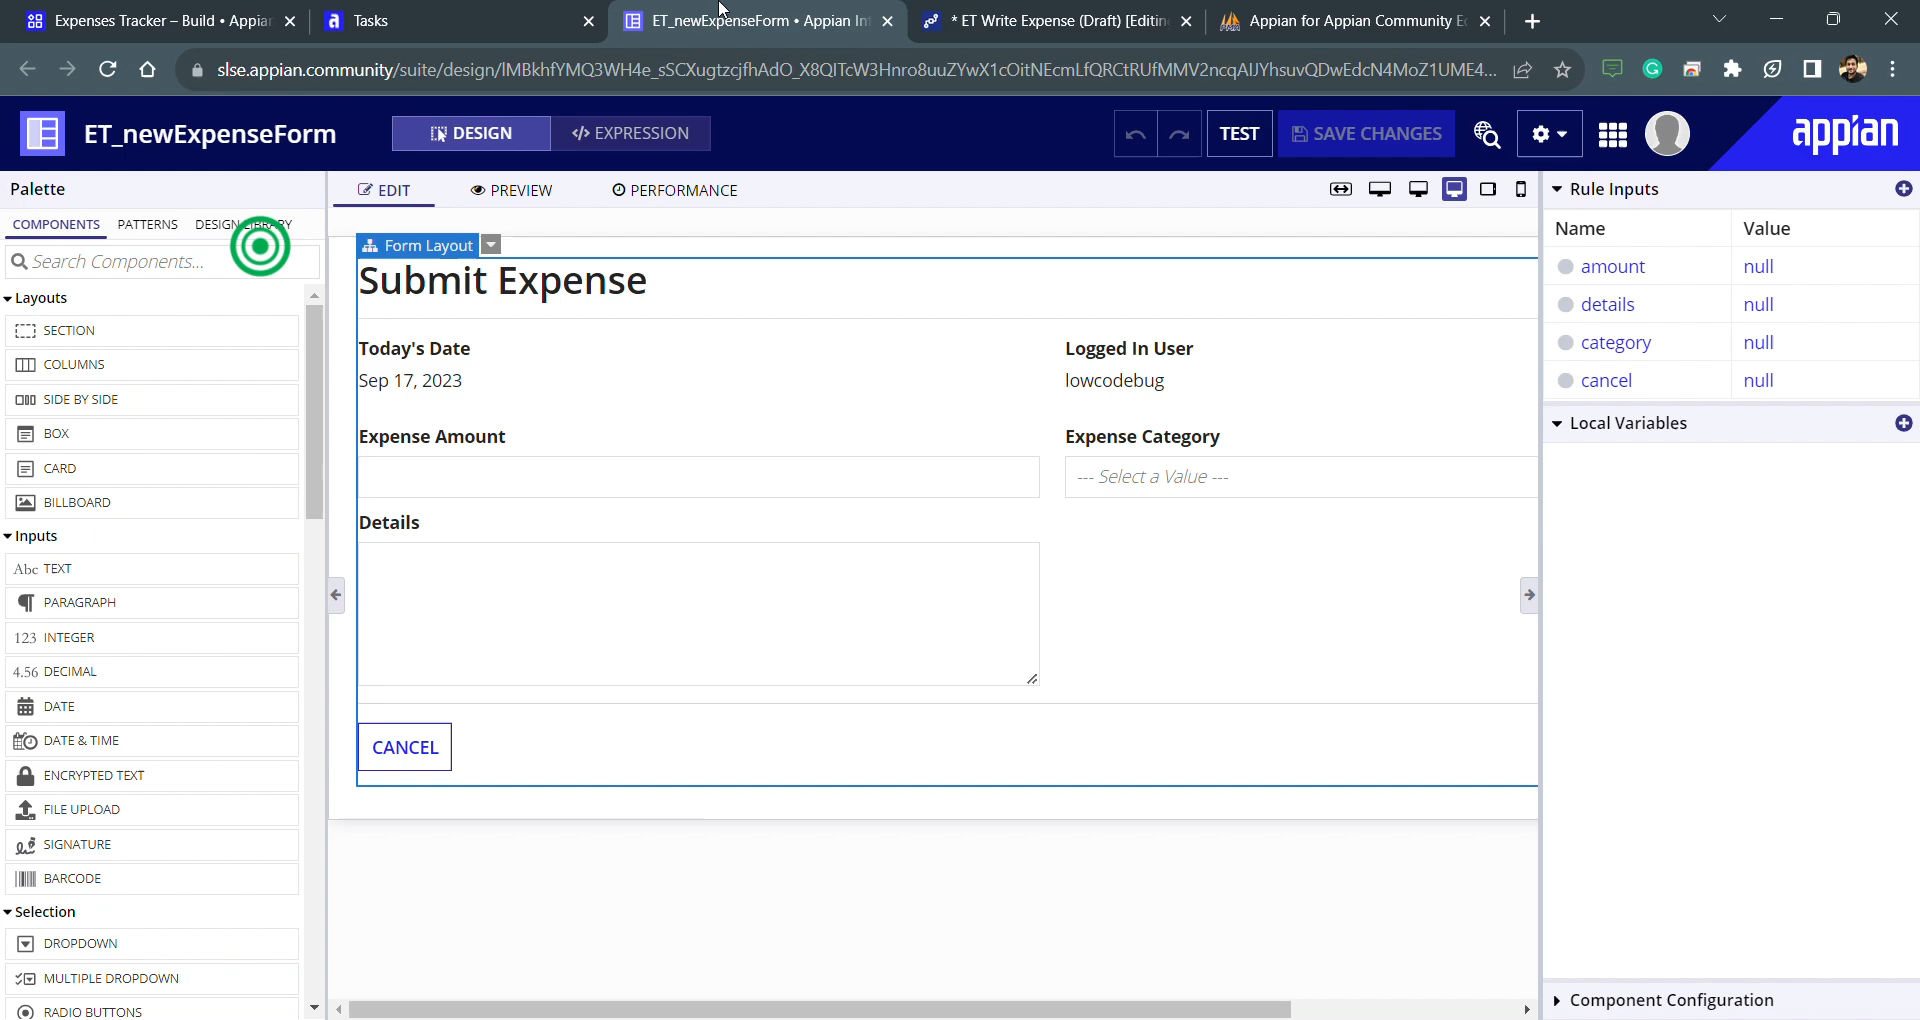 Expenses Tracker – Build • Appian
Tasks
ET_newExpenseForm • Appian In
* ET Write Expense (Draft) [Editin
Appian for Appian Community E
slse.appian.community/suite/design/
ET_newExpenseForm
DESIGN
</> EXPRESSION
TEST
SAVE CHANGES
appian
Palette
EDIT
PREVIEW
PERFORMANCE
Rule Inputs
COMPONENTS
PATTERNS
DESIGN LIBRARY
Name
Value
Search Components...
Form Layout
amount
null
Submit Expense
Layouts
details
null
SECTION
Today's Date
Logged In User
category
null
COLUMNS
Sep 17, 2023
lowcodebug
cancel
null
SIDE BY SIDE
Local Variables
BOX
Expense Amount
Expense Category
CARD
--- Select a Value ---
BILLBOARD
Details
Inputs
Abc TEXT
PARAGRAPH
123 INTEGER
4.56 DECIMAL
DATE
DATE & TIME
CANCEL
ENCRYPTED TEXT
FILE UPLOAD
SIGNATURE
BARCODE
Selection
DROPDOWN
MULTIPLE DROPDOWN
RADIO BUTTONS
Component Configuration